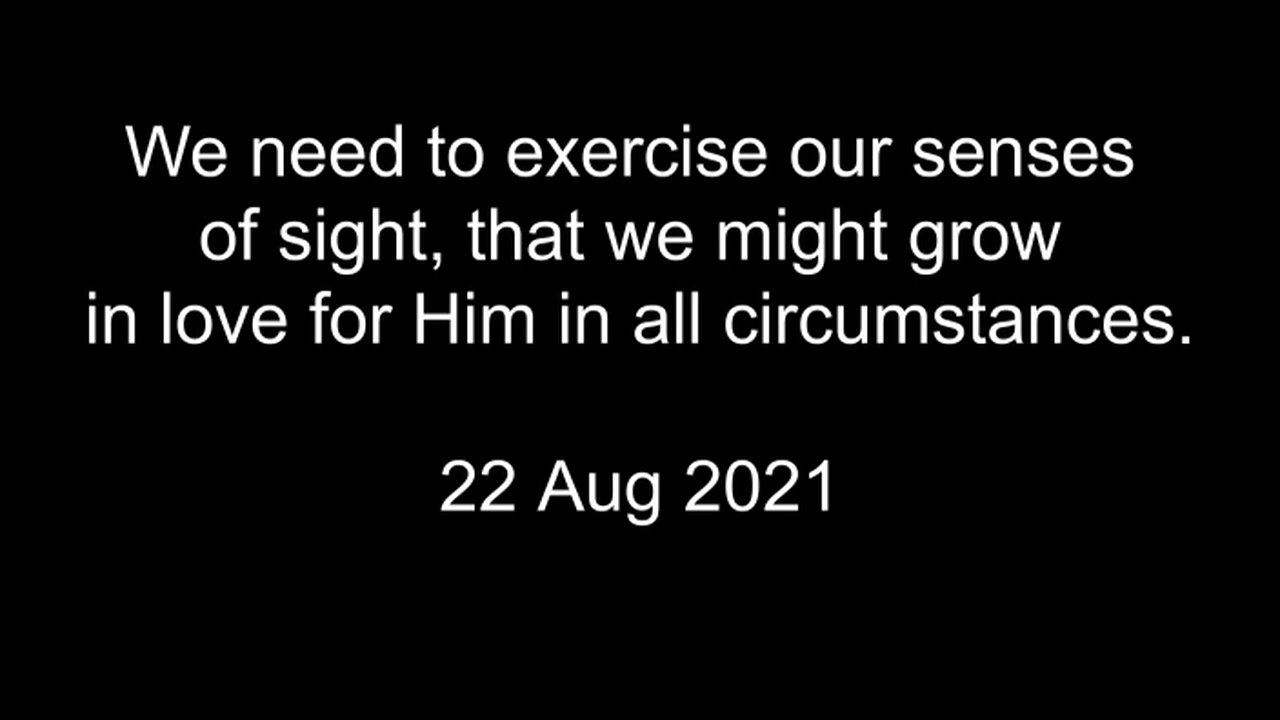 We need to exercise our senses
of sight, that we might grow
in love for Him in all circumstances.
22 Aug 2021